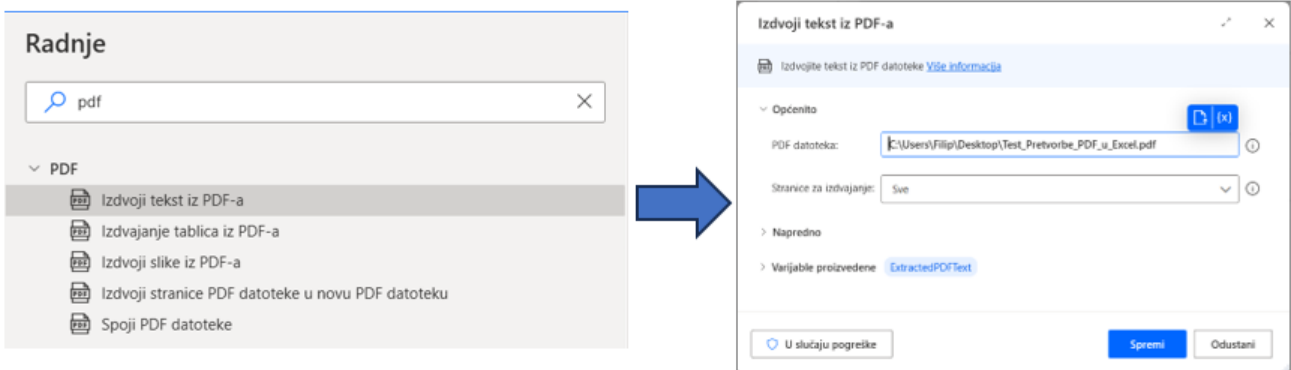 Radnje
pdf
PDF
Izdvoji tekst iz PDF-a
Izdvajanje tablica iz PDF-a
Izdvoji slike iz PDF-a
Izdvoji stranice PDF datoteke u novu PDF datoteku
Spoji PDF datoteke
Izdvoji tekst iz PDF-a
Izdvojite tekst iz PDF datoteke Više informacija
Općenito
{x}
PDF datoteka: C:\Users\Filip\Desktop\Test_Pretvorbe_PDF_u_Excel.pdf
Stranice za izdvajanje: Sve
Napredno
Varijable proizvedene ExtractedPDFText
U slučaju pogreške Spremi Odustani